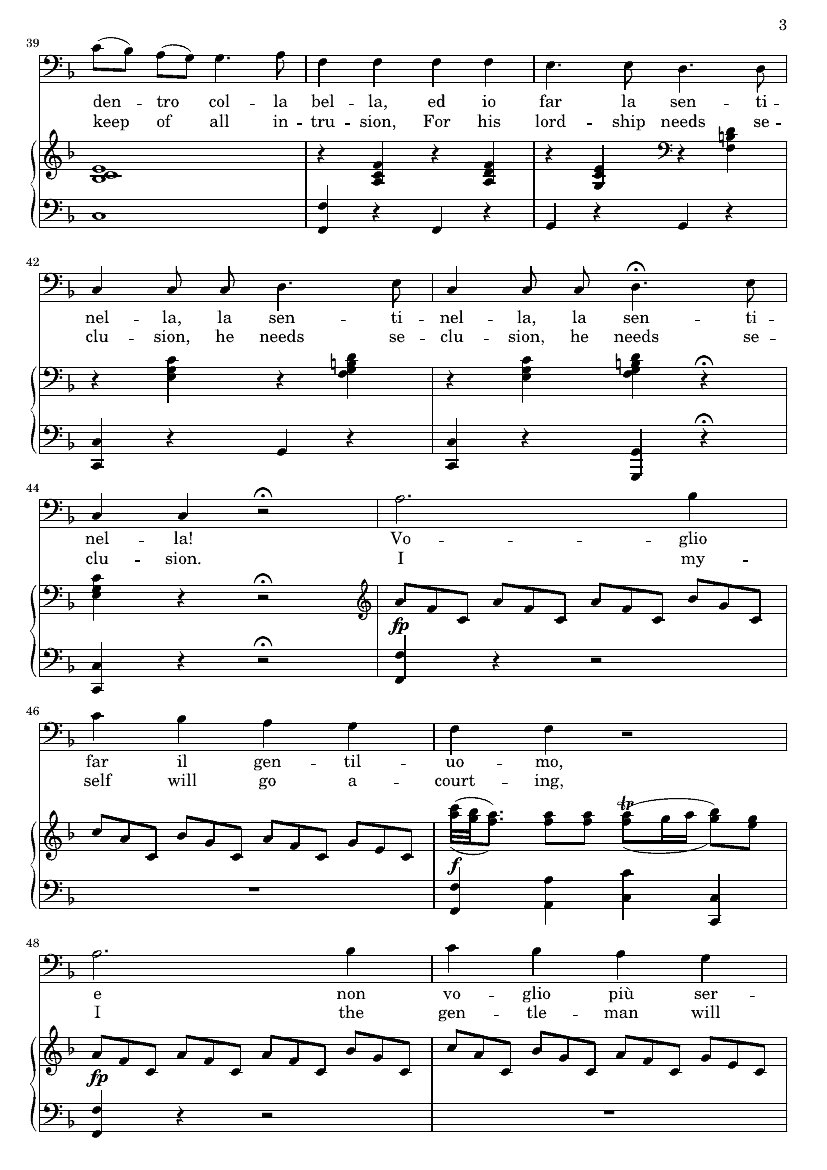 3
39
den - tro col - la bel - la, ed io far la sen - ti -
keep of all in - tru - sion, For his lord - ship needs se -
42
nel - la, la sen - ti - nel - la, la sen - ti -
clu - sion, he needs se - clu - sion, he needs se -
44
nel - la! Vo - - - - glio
clu - sion. I my -
fp
46
far il gen - til - uo - mo,
self will go a - court - ing,
f
48
e non vo - glio più ser -
I the gen - tle - man will
fp